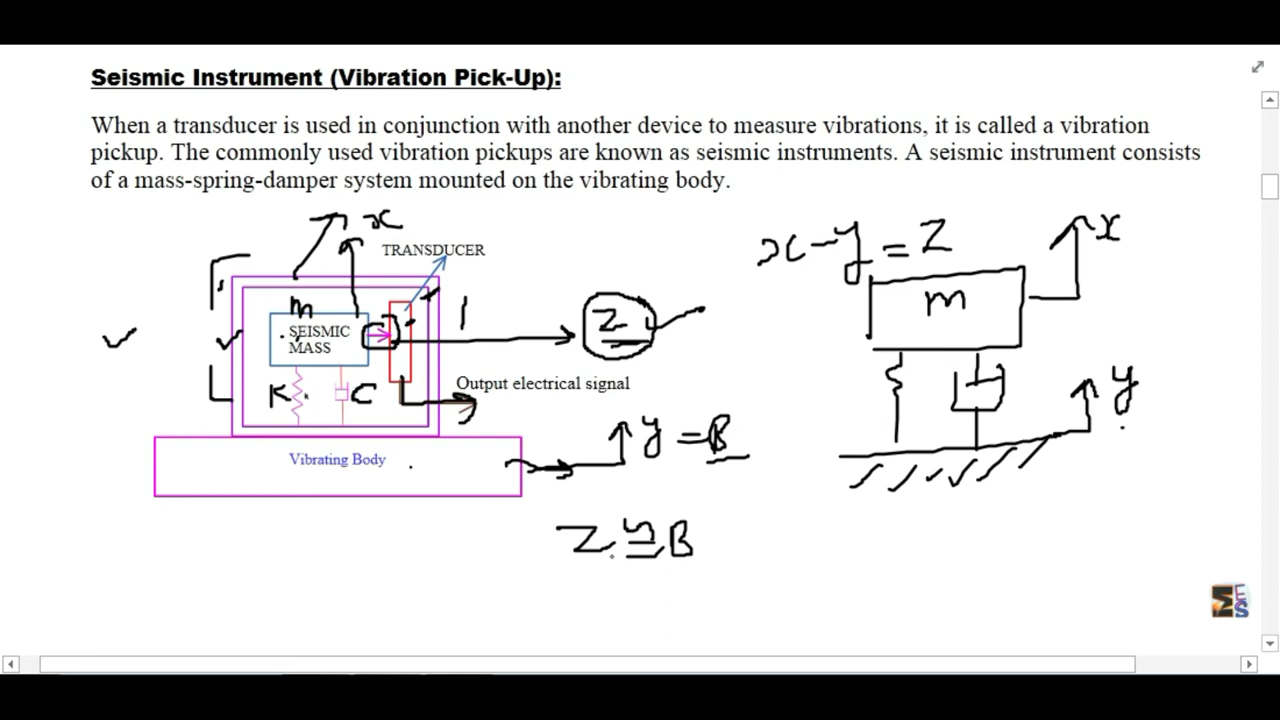 Seismic Instrument (Vibration Pick-Up):
When a transducer is used in conjunction with another device to measure vibrations, it is called a vibration
pickup. The commonly used vibration pickups are known as seismic instruments. A seismic instrument consists
of a mass-spring-damper system mounted on the vibrating body.
x
TRANSDUCER
x-y=Z
x
m
m
SEISMIC
MASS
Z
K
C
Output electrical signal
y
y=B
Vibrating Body
Z
B
MES